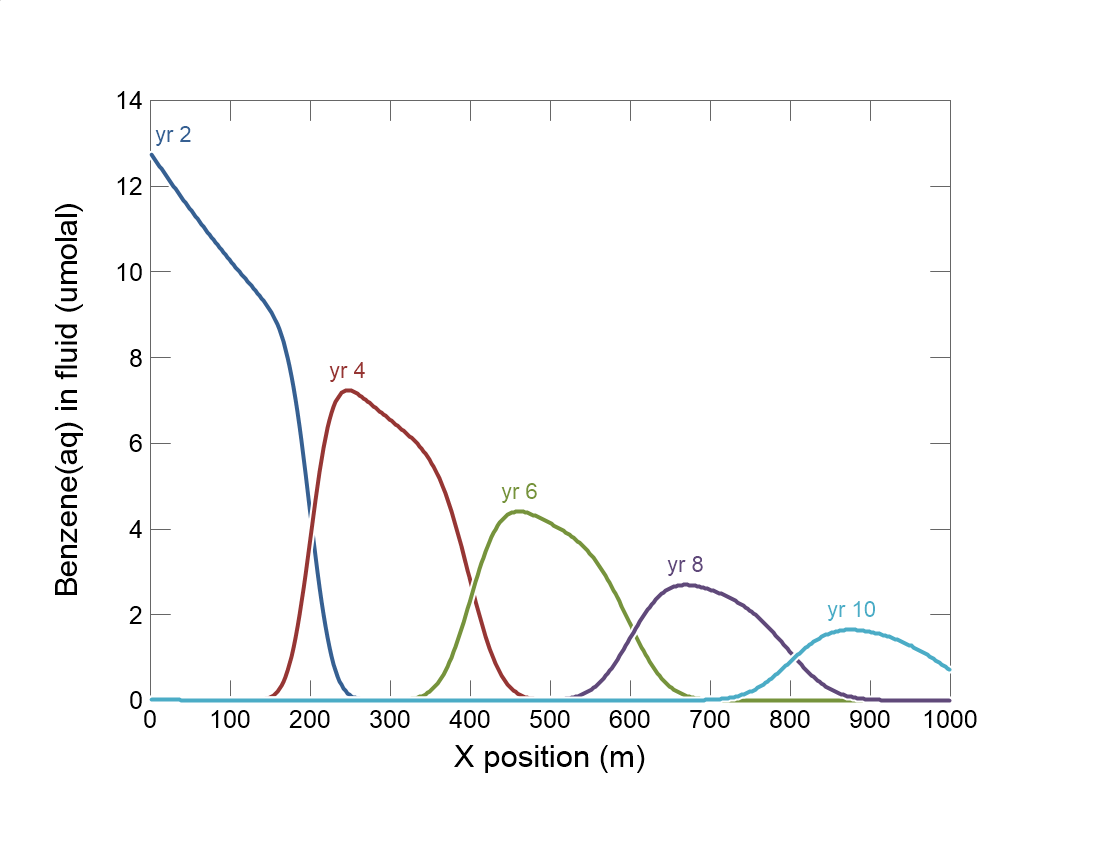 14
yr 2
12
10
8
yr 4
6
yr 6
4
yr 8
2
yr 10
0
Benzene(aq) in fluid (umolal)
0 100 200 300 400 500 600 700 800 900 1000
X position (m)